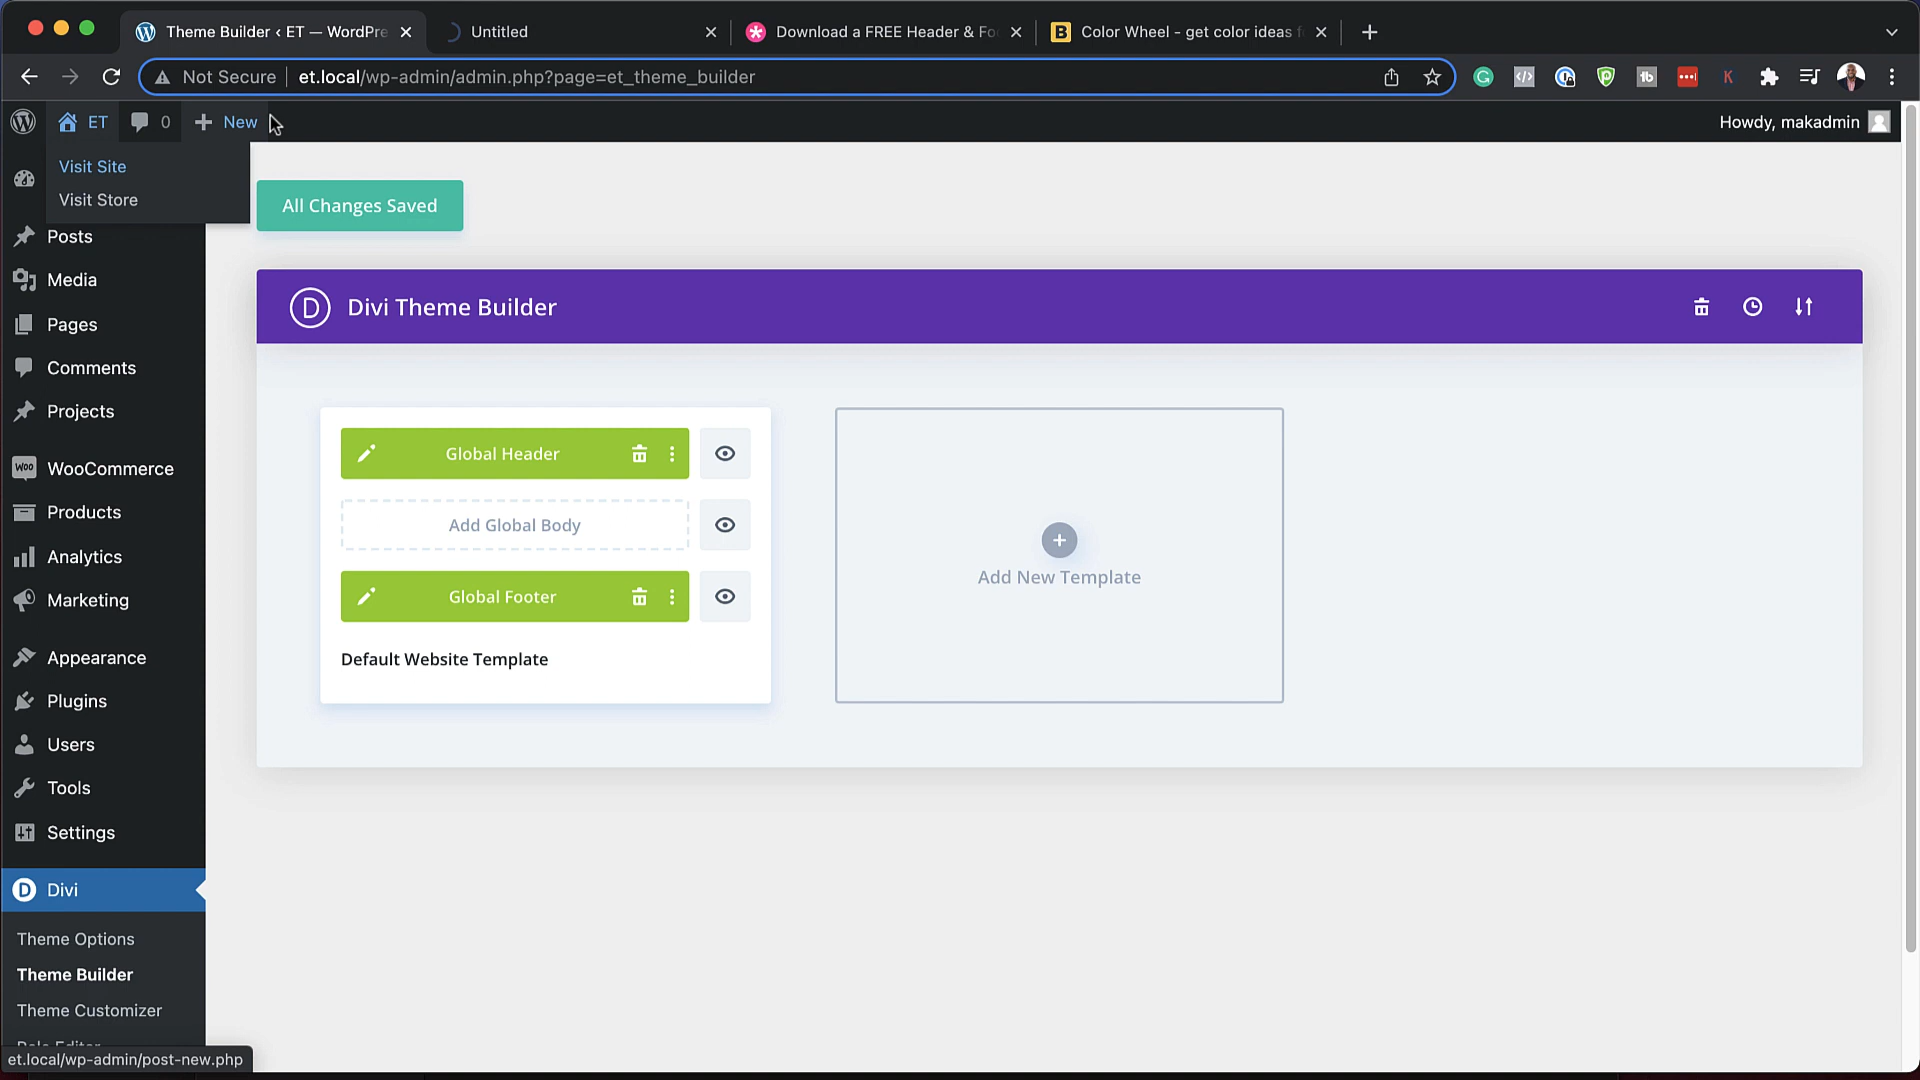 Theme Builder ‹ ET — WordPre
Untitled
Download a FREE Header & Fo
Color Wheel - get color ideas f
Not Secure
et.local/wp-admin/admin.php?page=et_theme_builder
ET
0
New
Howdy, makadmin
Visit Site
Visit Store
All Changes Saved
Posts
Media
Pages
Comments
Projects
WooCommerce
Products
Analytics
Marketing
Appearance
Plugins
Users
Tools
Settings
Divi
Theme Options
Theme Builder
Theme Customizer
Role Editor
et.local/wp-admin/post-new.php
D Divi Theme Builder
Global Header
Add Global Body
Global Footer
Default Website Template
Add New Template